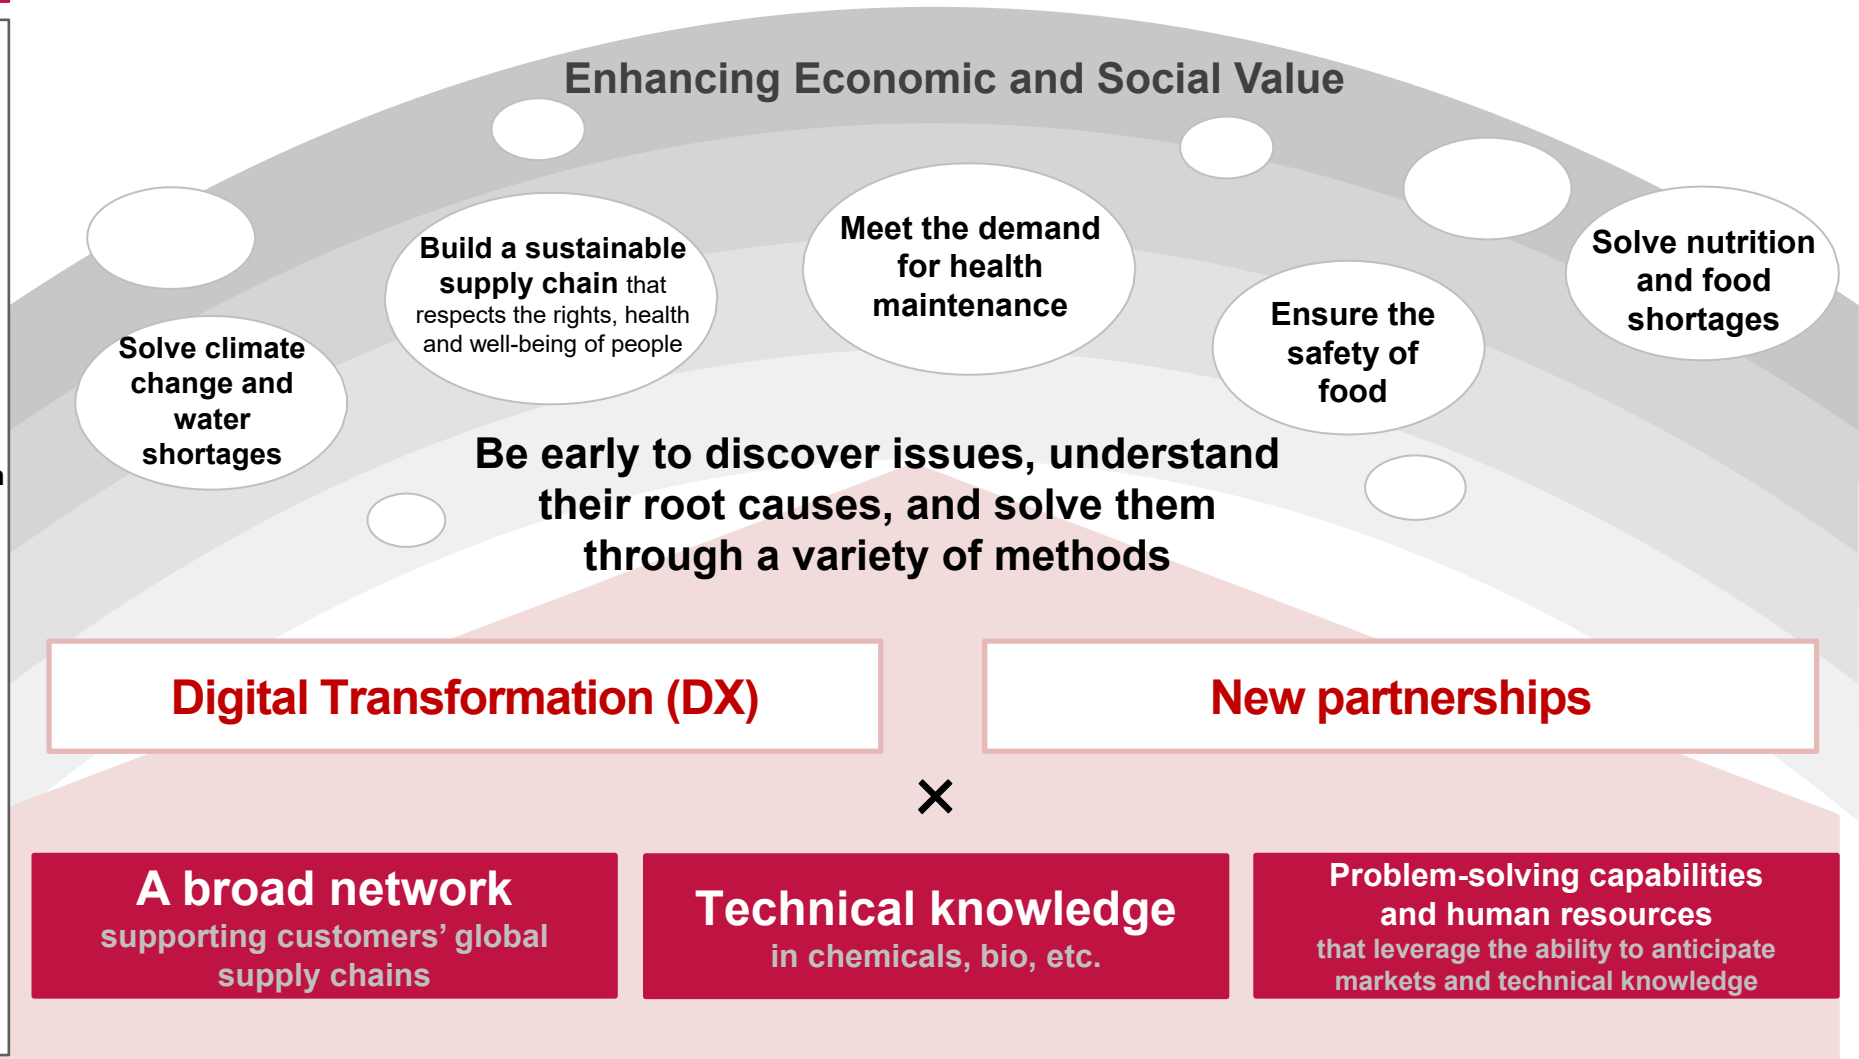 Enhancing Economic and Social Value
Meet the demand
for health
maintenance
Build a sustainable
supply chain that
respects the rights, health
and well-being of people
Solve nutrition
and food
shortages
Ensure the
safety of
food
Solve climate
change and
water
shortages
Be early to discover issues, understand
their root causes, and solve them
through a variety of methods
Digital Transformation (DX)
New partnerships
×
A broad network
supporting customers’ global
supply chains
Technical knowledge
in chemicals, bio, etc.
Problem-solving capabilities
and human resources
that leverage the ability to anticipate
markets and technical knowledge